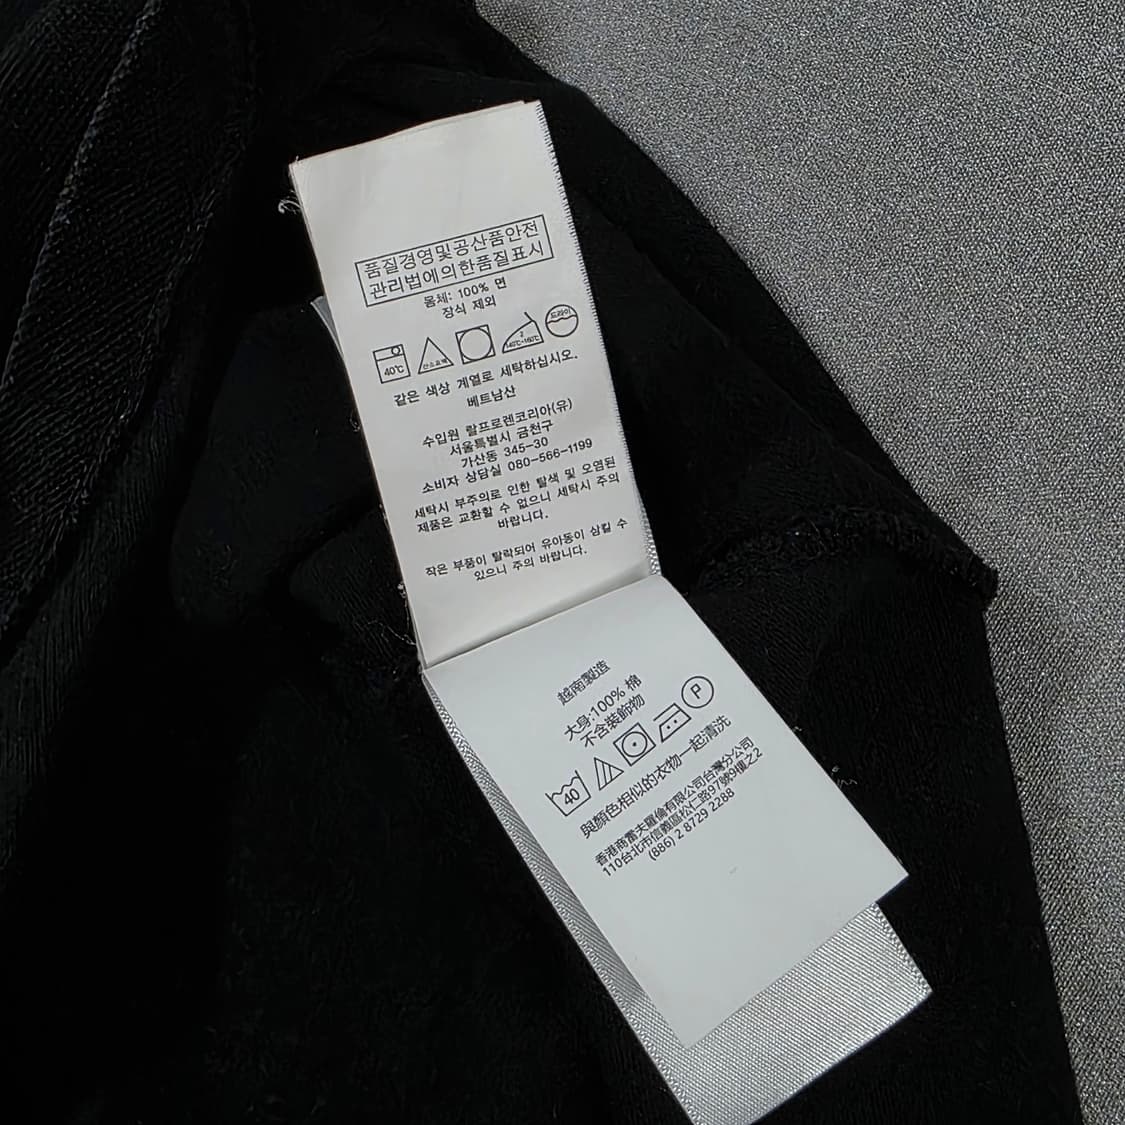 품질경영및공산품안전
관리법에의한품질표시
몸체: 100% 면
장식 제외
40℃ 산소표백 2 140℃~160℃ 드라이
같은 색상 계열로 세탁하십시오.
베트남산
수입원 랄프로렌코리아(유)
서울특별시 금천구
가산동 345-30
소비자 상담실 080-566-1199
세탁시 부주의로 인한 탈색 및 오염된
제품은 교환할 수 없으니 세탁시 주의
바랍니다.
작은 부품이 탈락되어 유아동이 삼킬 수
있으니 주의 바랍니다.
越南製造
大身:100% 棉
不含裝飾物
40 P
與顏色相似的衣物一起清洗
香港商雷夫羅倫有限公司台灣分公司
110台北市信義區松仁路97號9樓之2
(886) 2 8729 2288